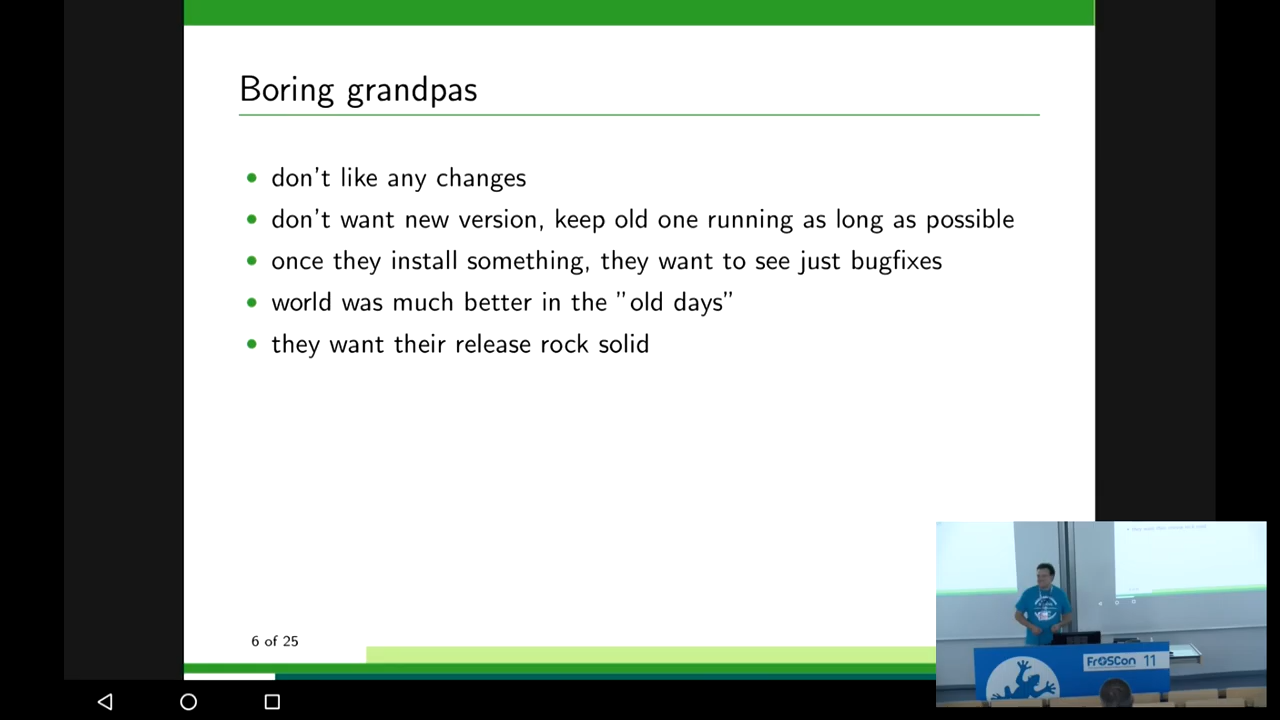 Boring grandpas
don't like any changes
don't want new version, keep old one running as long as possible
once they install something, they want to see just bugfixes
world was much better in the "old days"
they want their release rock solid
6 of 25
FrOSCon 11